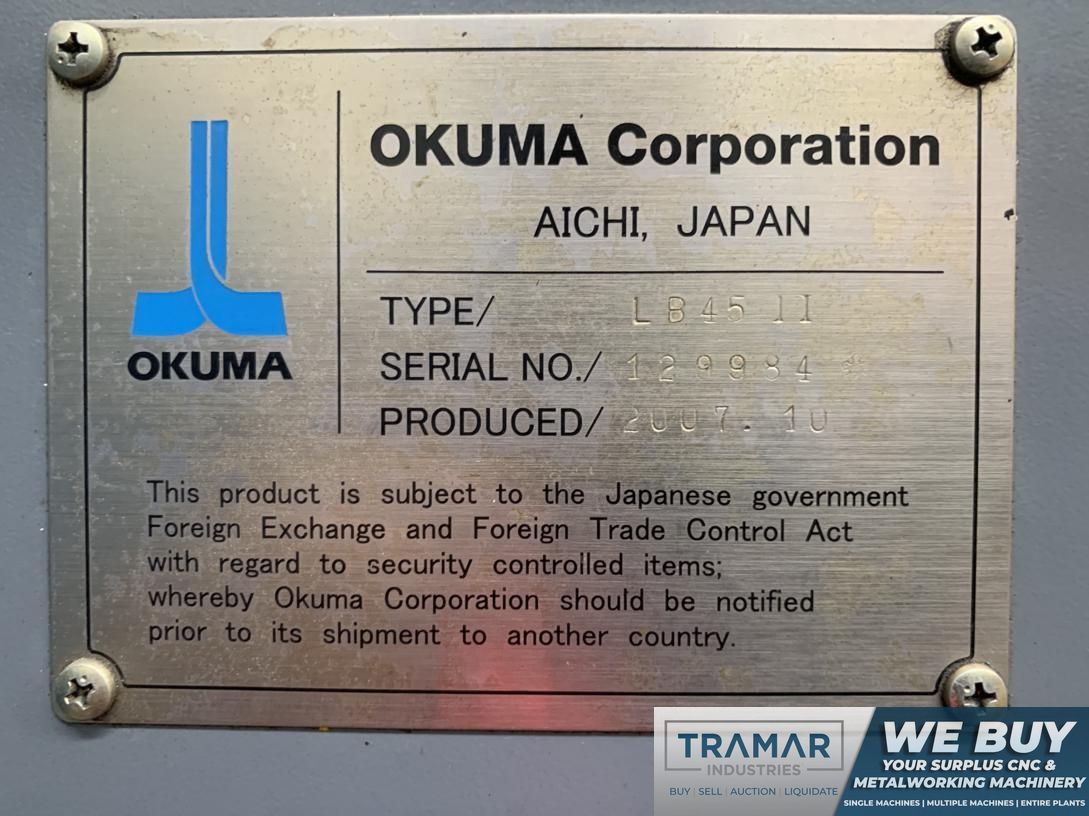 OKUMA Corporation
AICHI, JAPAN
TYPE/ LB45 II
SERIAL NO./ 129984 *
PRODUCED/ 2007. 10
OKUMA
This product is subject to the Japanese government
Foreign Exchange and Foreign Trade Control Act
with regard to security controlled items;
whereby Okuma Corporation should be notified
prior to its shipment to another country.
TRAMAR
INDUSTRIES
BUY | SELL | AUCTION | LIQUIDATE
WE BUY
YOUR SURPLUS CNC &
METALWORKING MACHINERY
SINGLE MACHINES | MULTIPLE MACHINES | ENTIRE PLANTS